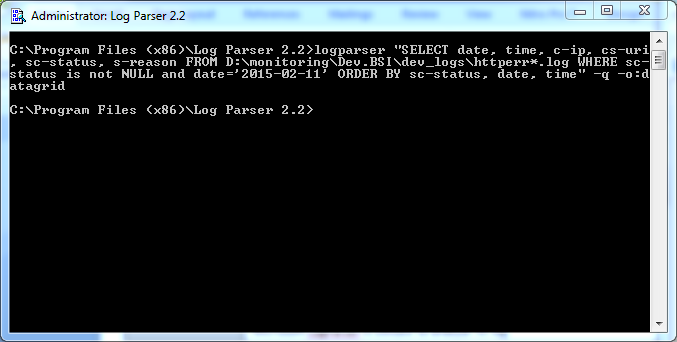 Administrator: Log Parser 2.2
C:\Program Files (x86)\Log Parser 2.2>logparser "SELECT date, time, c-ip, cs-uri
, sc-status, s-reason FROM D:\monitoring\Dev.BSI\dev_logs\httperr*.log WHERE sc-
status is not NULL and date='2015-02-11' ORDER BY sc-status, date, time" -q -o:d
atagrid
C:\Program Files (x86)\Log Parser 2.2>